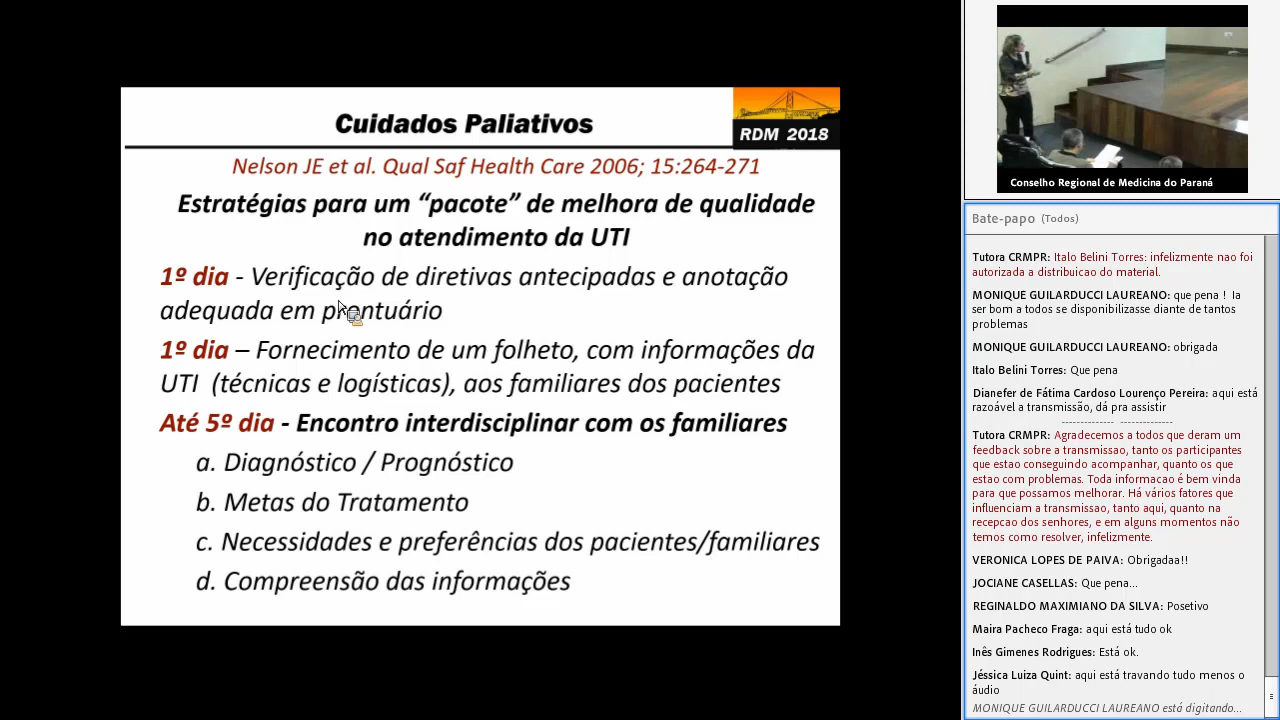 Cuidados Paliativos
RDM 2018
Nelson JE et al. Qual Saf Health Care 2006; 15:264-271
Estratégias para um “pacote” de melhora de qualidade
no atendimento da UTI
1º dia - Verificação de diretivas antecipadas e anotação
adequada em prontuário
1º dia – Fornecimento de um folheto, com informações da
UTI (técnicas e logísticas), aos familiares dos pacientes
Até 5º dia - Encontro interdisciplinar com os familiares
a. Diagnóstico / Prognóstico
b. Metas do Tratamento
c. Necessidades e preferências dos pacientes/familiares
d. Compreensão das informações
Conselho Regional de Medicina do Paraná
Bate-papo (Todos)
Tutora CRMPR: Italo Belini Torres: infelizmente nao foi
autorizada a distribuicao do material.
MONIQUE GUILARDUCCI LAUREANO: que pena ! Ia
ser bom a todos se disponibilizasse diante de tantos
problemas
MONIQUE GUILARDUCCI LAUREANO: obrigada
Italo Belini Torres: Que pena
Dianefer de Fátima Cardoso Lourenço Pereira: aqui está
razoável a transmissão, dá pra assistir
-------------- --------------
Tutora CRMPR: Agradecemos a todos que deram um
feedback sobre a transmissao, tanto os participantes
que estao conseguindo acompanhar, quanto os que
estao com problemas. Toda informacao é bem vinda
para que possamos melhorar. Há vários fatores que
influenciam a transmissao, tanto aqui, quanto na
recepcao dos senhores, e em alguns momentos não
temos como resolver, infelizmente.
VERONICA LOPES DE PAIVA: Obrigadaa!!
JOCIANE CASELLAS: Que pena...
REGINALDO MAXIMIANO DA SILVA: Posetivo
Maira Pacheco Fraga: aqui está tudo ok
Inês Gimenes Rodrigues: Está ok.
Jéssica Luiza Quint: aqui está travando tudo menos o
áudio
MONIQUE GUILARDUCCI LAUREANO está digitando...